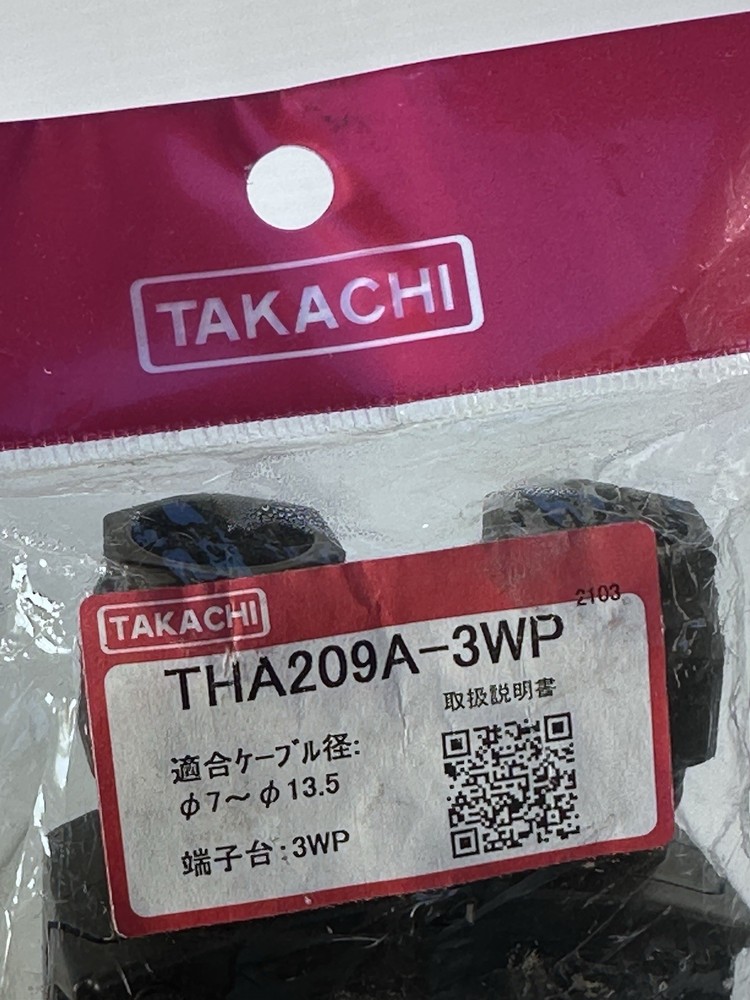 TAKACHI
TAKACHI
2103
THA209A-3WP
取扱説明書
適合ケーブル径:
φ7～φ13.5
端子台:3WP